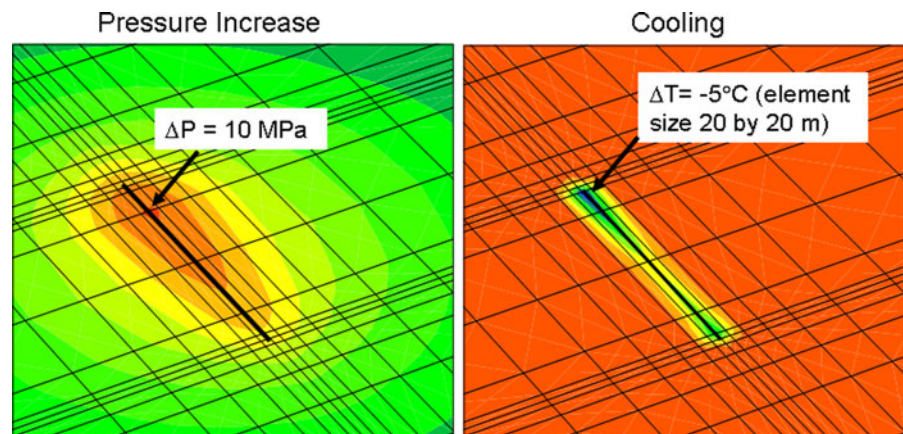 Pressure Increase
Cooling
ΔP = 10 MPa
ΔT= -5°C (element
size 20 by 20 m)